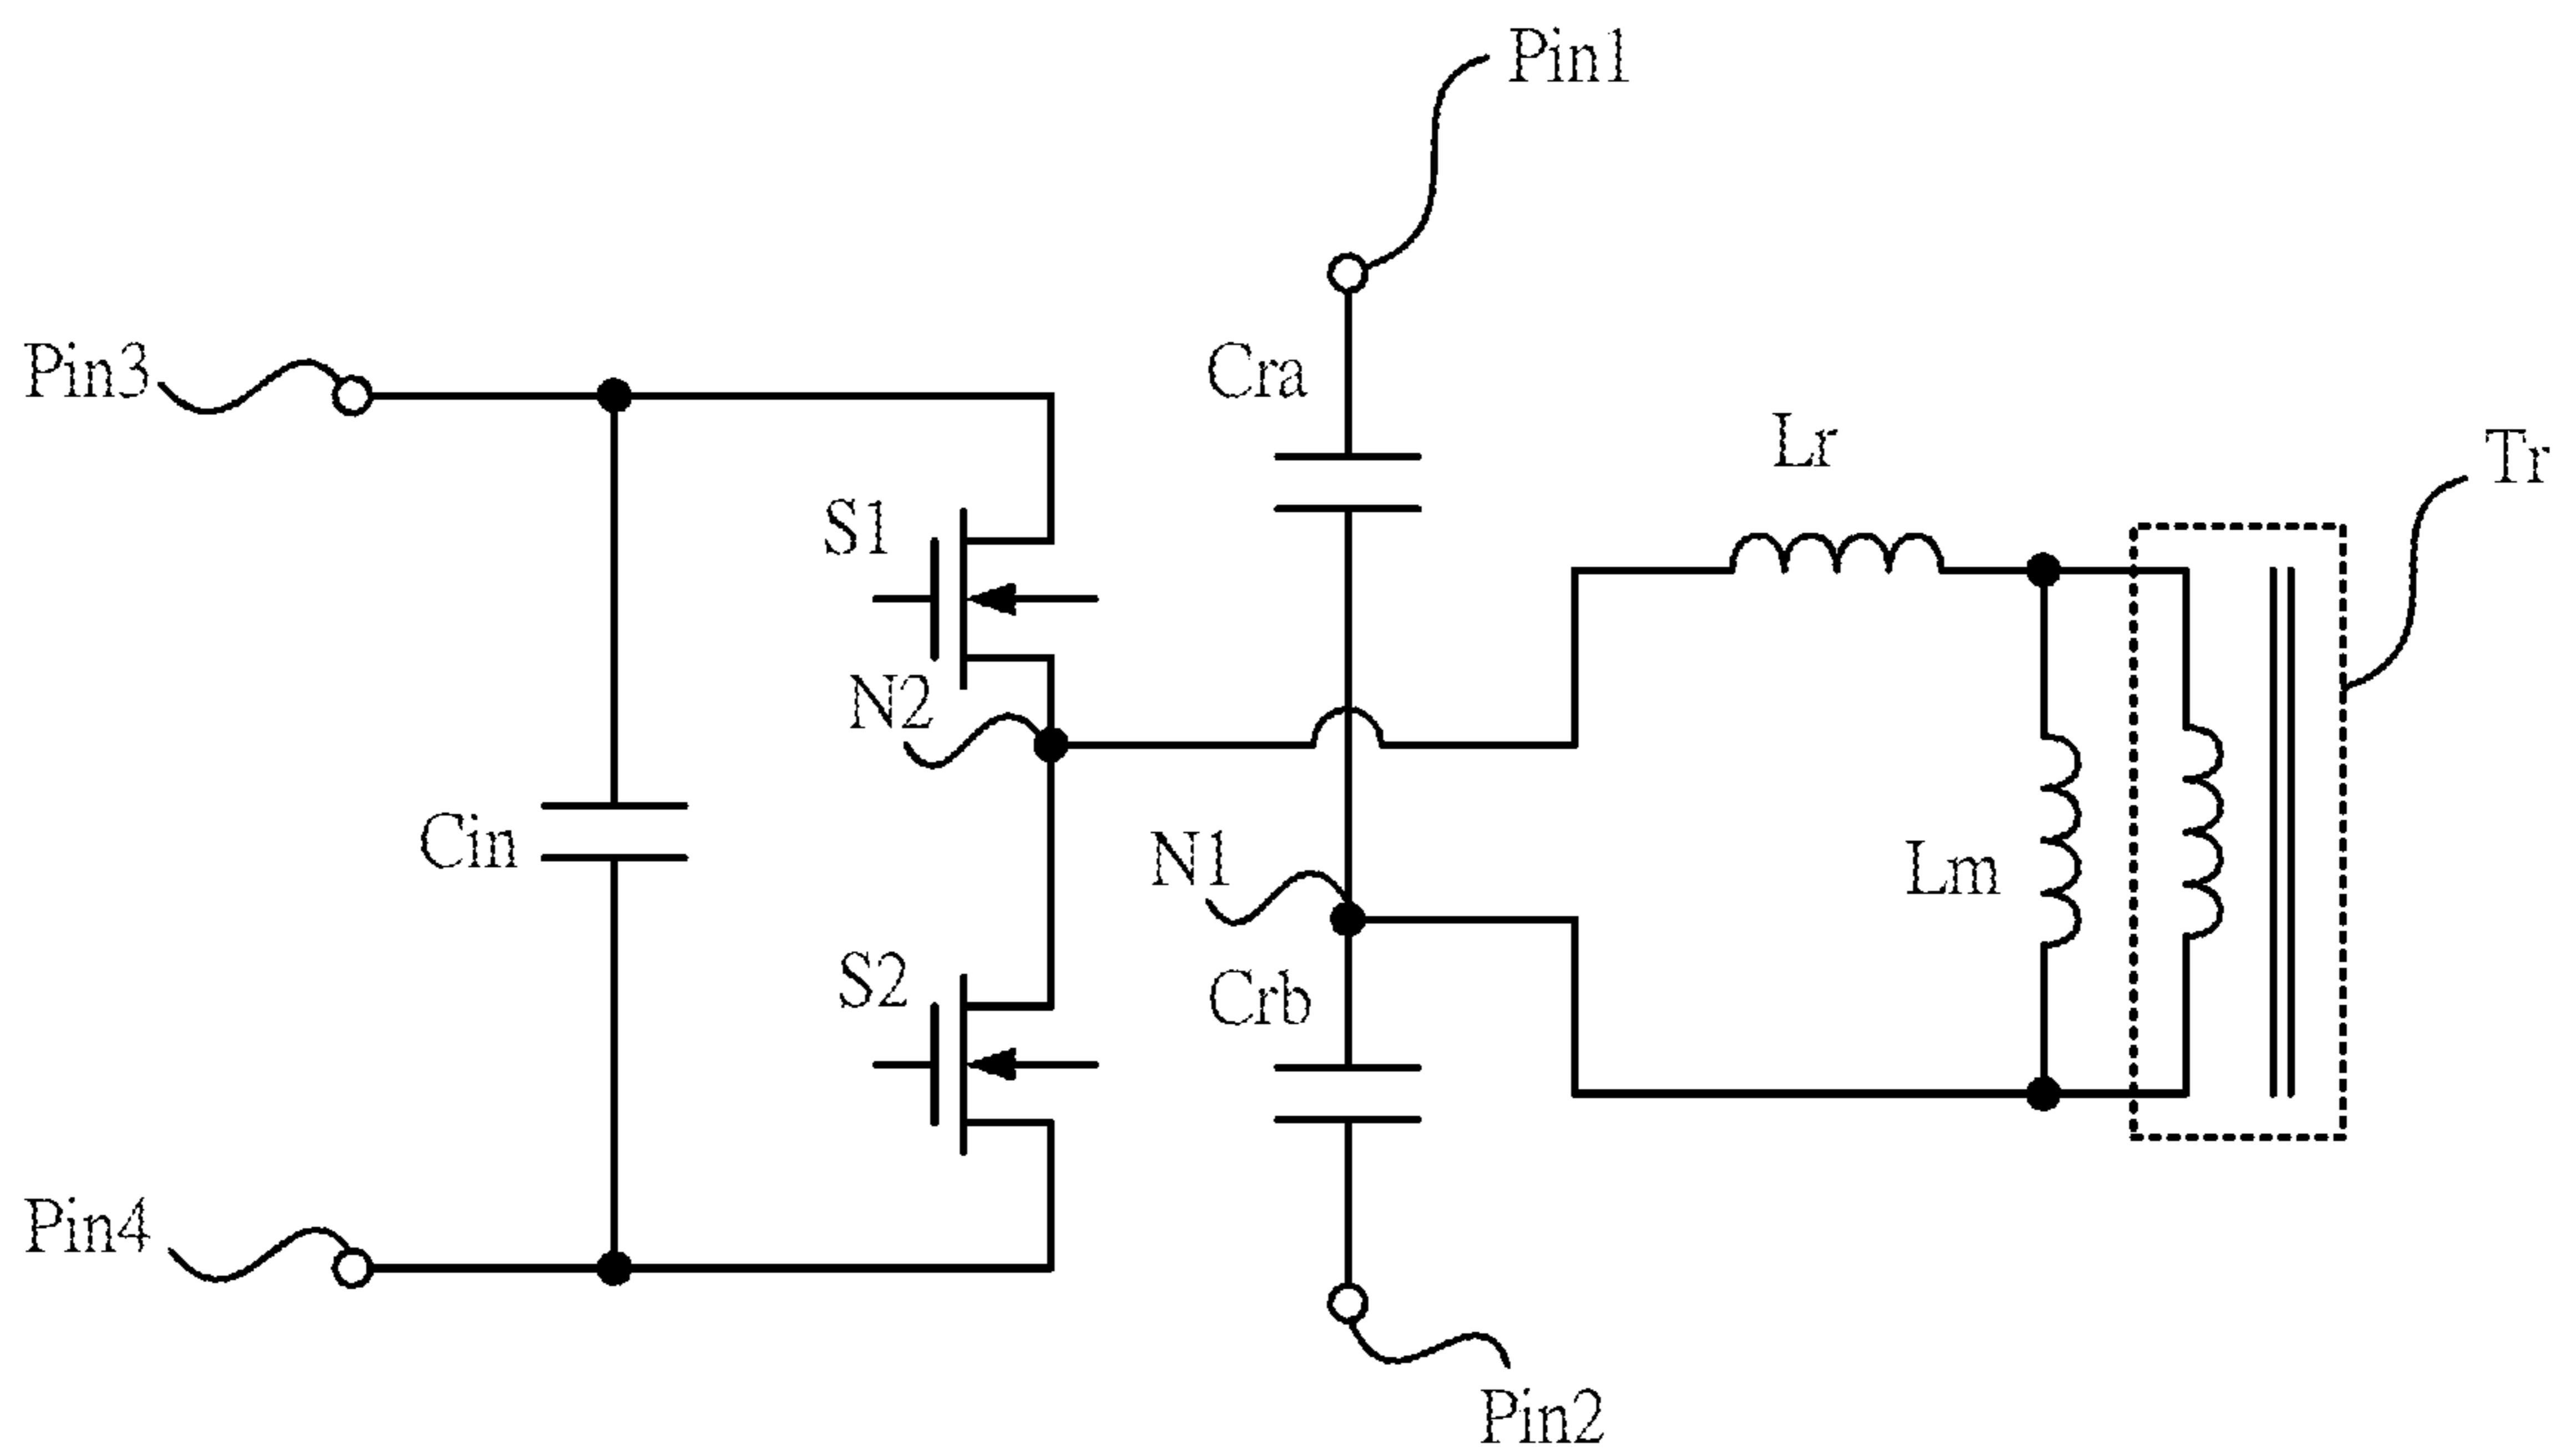 Pin1
Pin3
Cra
Lr
Tr
S1
N2
Cin
N1
Lm
S2
Crb
Pin4
Pin2